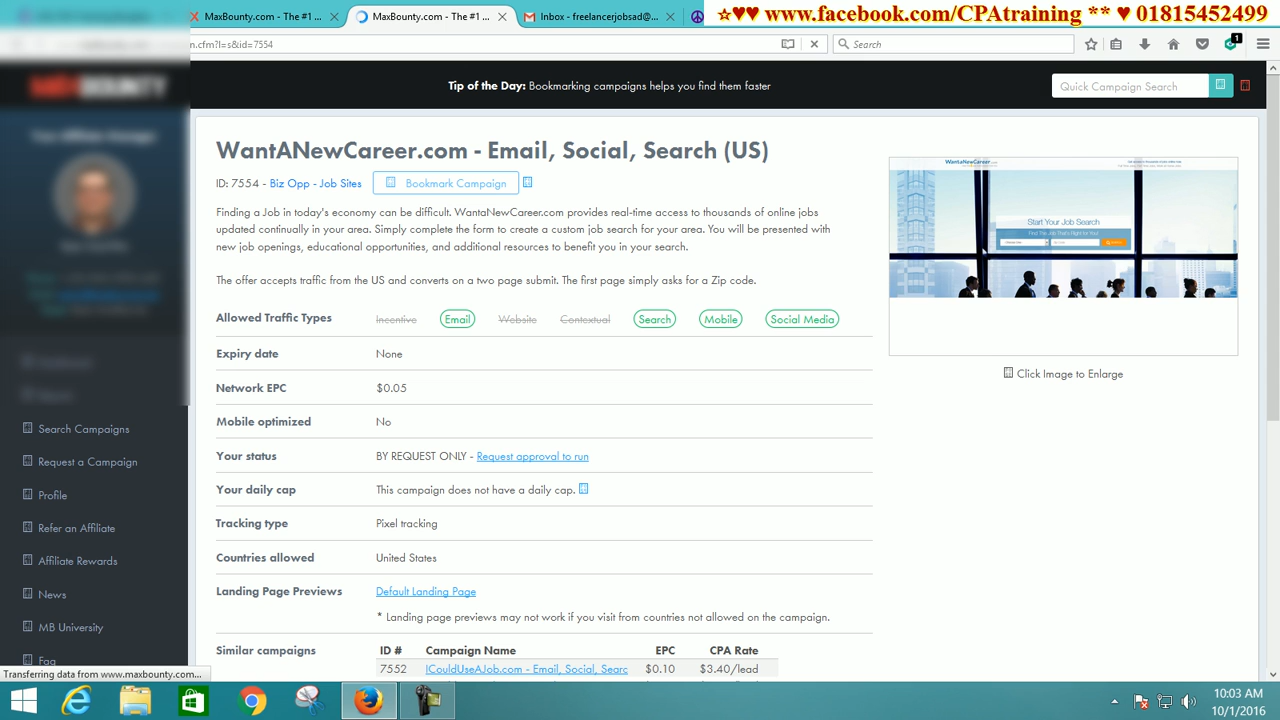 MaxBounty.com - The #1 ...
MaxBounty.com - The #1 ...
Inbox - freelancerjobsad@...
☆♥♥ www.facebook.com/CPAtraining ** ♥ 01815452499
n.cfm?l=s&id=7554
Search
1
BOUNTY
Tip of the Day: Bookmarking campaigns helps you find them faster
Quick Campaign Search
WantANewCareer.com - Email, Social, Search (US)
ID: 7554 - Biz Opp - Job Sites
Bookmark Campaign
Finding a Job in today's economy can be difficult. WantaNewCareer.com provides real-time access to thousands of online jobs
updated continually in your area. Simply complete the form to create a custom job search for your area. You will be presented with
new job openings, educational opportunities, and additional resources to benefit you in your search.
The offer accepts traffic from the US and converts on a two page submit. The first page simply asks for a Zip code.
Allowed Traffic Types Incentive Email Website Contextual Search Mobile Social Media
Expiry date None
Network EPC $0.05
Mobile optimized No
Your status BY REQUEST ONLY - Request approval to run
Your daily cap This campaign does not have a daily cap.
Tracking type Pixel tracking
Countries allowed United States
Landing Page Previews Default Landing Page
* Landing page previews may not work if you visit from countries not allowed on the campaign.
Similar campaigns ID # Campaign Name EPC CPA Rate
7552 ICouldUseAJob.com - Email, Social, Searc $0.10 $3.40/lead
WantaNewCareer
Start Your Job Search
Find The Job That's Right for You!
Click Image to Enlarge
Search Campaigns
Request a Campaign
Profile
Refer an Affiliate
Affiliate Rewards
News
MB University
Faq
Transferring data from www.maxbounty.com...
10:03 AM
10/1/2016